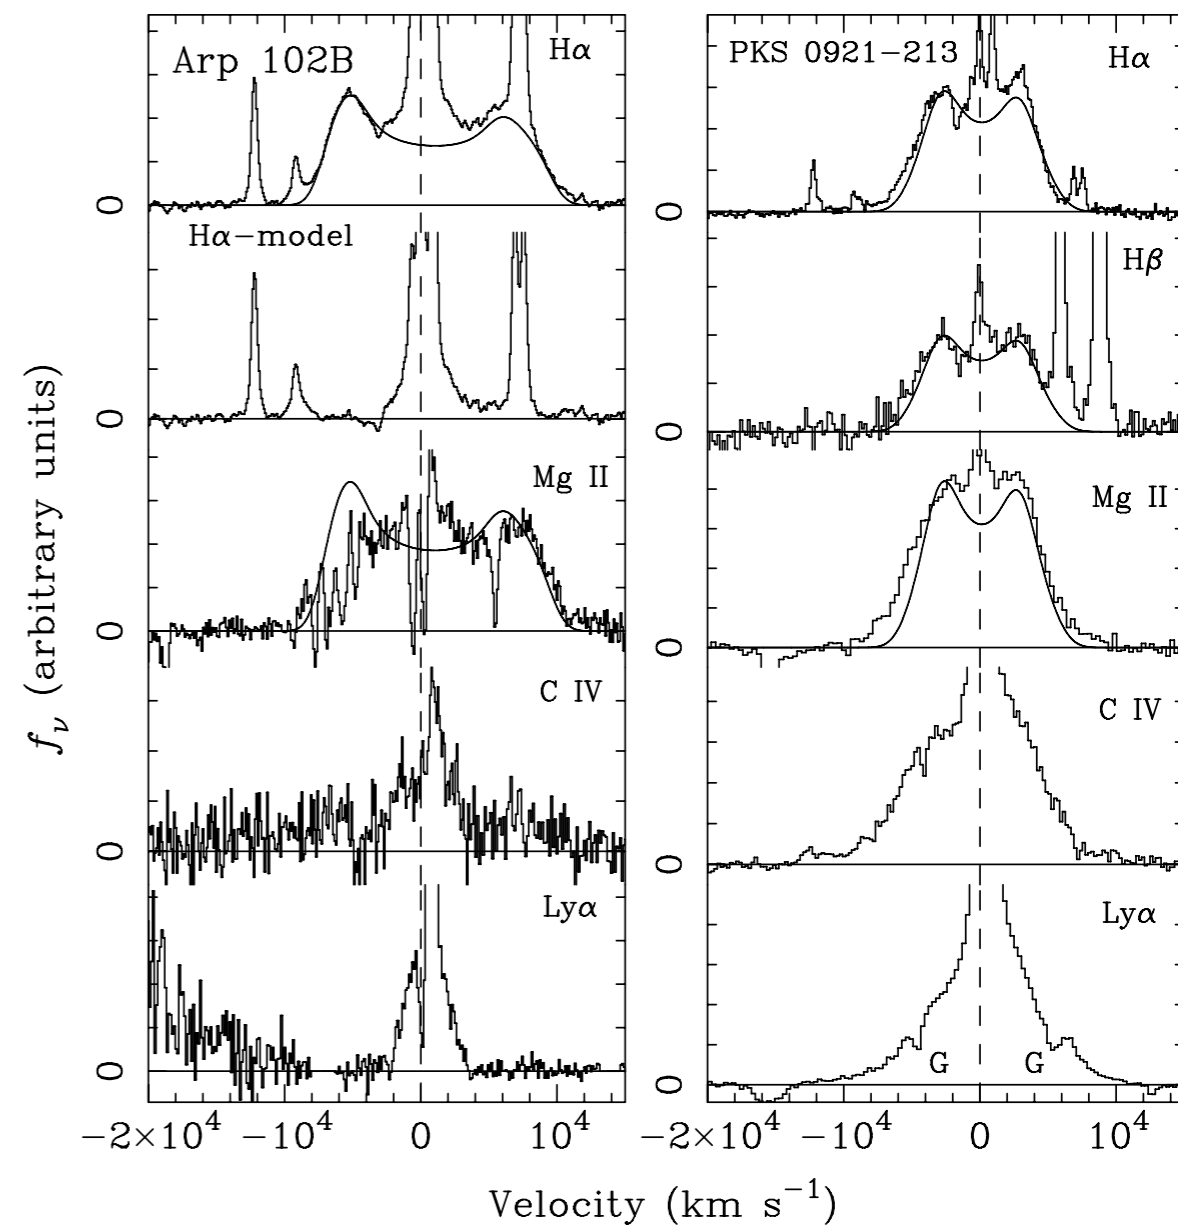 Arp 102B
Hα
0
Hα−model
0
Mg II
0
C IV
0
Lyα
0
−2×10⁴ −10⁴ 0 10⁴
PKS 0921−213
Hα
0
Hβ
0
Mg II
0
C IV
0
Lyα
G G
0
−2×10⁴ −10⁴ 0 10⁴
fν (arbitrary units)
Velocity (km s⁻¹)